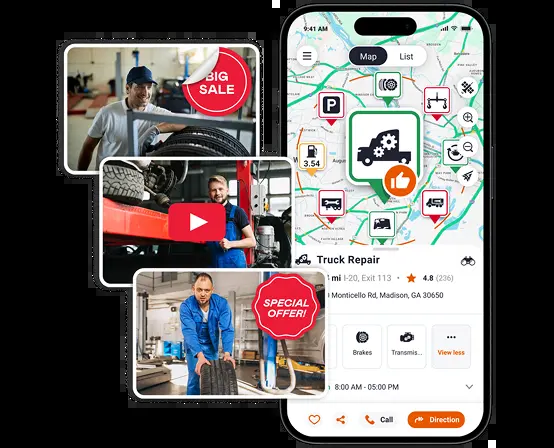 BIG
SALE
SPECIAL
OFFER!
9:41 AM
Map
List
P
3.54
Augu
Truck Repair
mi I-20, Exit 113 • 4.8 (236)
Monticello Rd, Madison, GA 30650
Brakes
Transmis...
View less
8:00 AM - 05:00 PM
Call
Direction